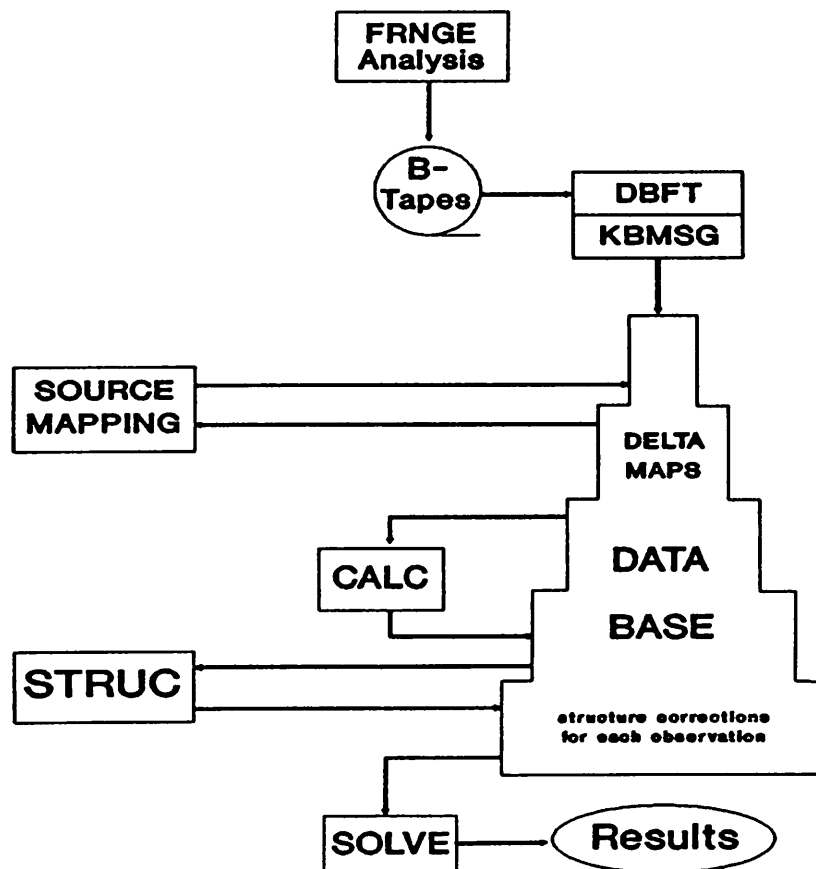 FRNGE
Analysis
B-
Tapes
DBFT
KBMSG
SOURCE
MAPPING
DELTA
MAPS
DATA
BASE
CALC
STRUC
structure corrections
for each observation
SOLVE
Results